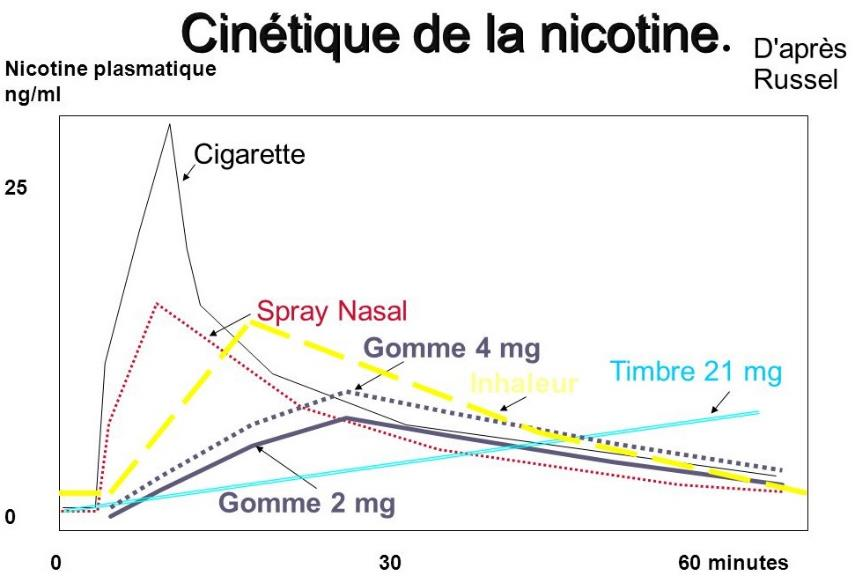 Cinétique de la nicotine.
D'après
Russel
Nicotine plasmatique
ng/ml
Cigarette
25
Spray Nasal
Gomme 4 mg
Inhaleur
Timbre 21 mg
Gomme 2 mg
0
0
30
60 minutes